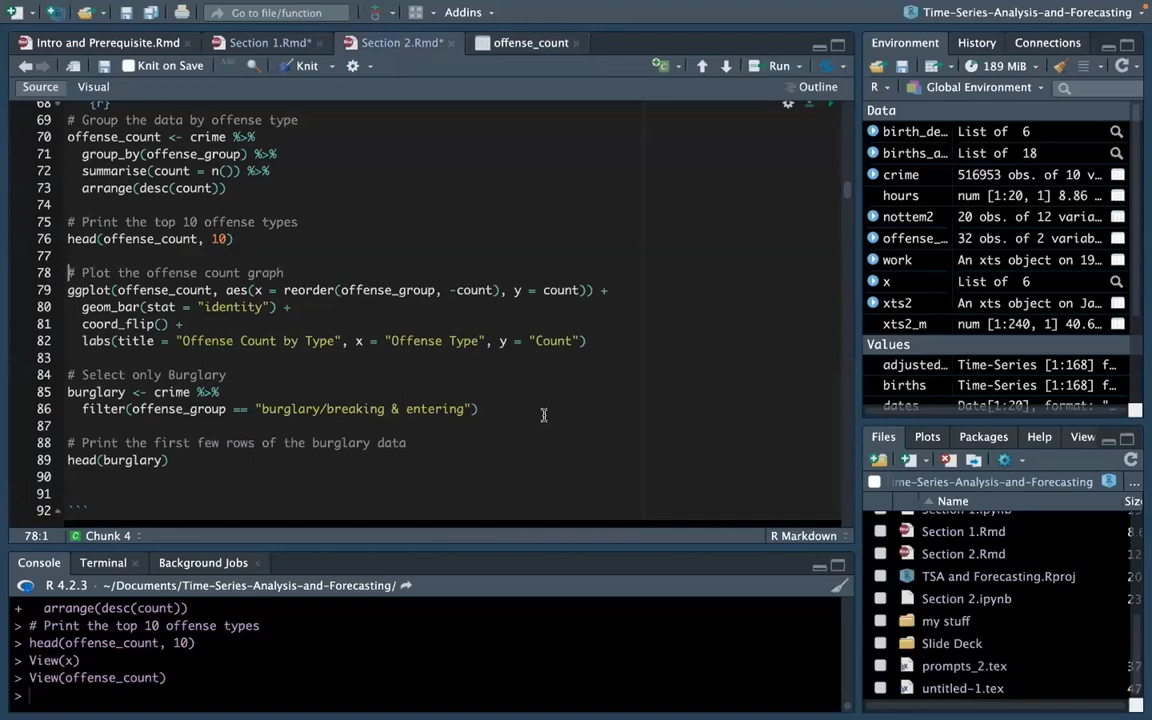 Go to file/function
Addins
Time-Series-Analysis-and-Forecasting
Intro and Prerequisite.Rmd
Section 1.Rmd*
Section 2.Rmd*
offense_count
Knit on Save
Knit
Run
Source
Visual
Outline
68
{r}
69 # Group the data by offense type
70 offense_count <- crime %>%
71 group_by(offense_group) %>%
72 summarise(count = n()) %>%
73 arrange(desc(count))
74
75 # Print the top 10 offense types
76 head(offense_count, 10)
77
78 # Plot the offense count graph
79 ggplot(offense_count, aes(x = reorder(offense_group, -count), y = count)) +
80 geom_bar(stat = "identity") +
81 coord_flip() +
82 labs(title = "Offense Count by Type", x = "Offense Type", y = "Count")
83
84 # Select only Burglary
85 burglary <- crime %>%
86 filter(offense_group == "burglary/breaking & entering")
87
88 # Print the first few rows of the burglary data
89 head(burglary)
90
91
92 ```
78:1 Chunk 4 R Markdown
Console Terminal Background Jobs
R 4.2.3 · ~/Documents/Time-Series-Analysis-and-Forecasting/
+ arrange(desc(count))
> # Print the top 10 offense types
> head(offense_count, 10)
> View(x)
> View(offense_count)
>
Environment History Connections
189 MiB
R Global Environment
Data
birth_de… List of 6
births_a… List of 18
crime 516953 obs. of 10 v…
hours num [1:20, 1] 8.86 …
nottem2 20 obs. of 12 varia…
offense_… 32 obs. of 2 variab…
work An xts object on 19…
x List of 6
xts2 An xts object on Ja…
xts2_m num [1:240, 1] 40.6…
Values
adjusted… Time-Series [1:168] f…
births Time-Series [1:168] f…
dates Date[1:20], format: "…
Files Plots Packages Help View
me-Series-Analysis-and-Forecasting
…
Name Siz
Section 1.ipynb
Section 1.Rmd 8.
Section 2.Rmd 12
TSA and Forecasting.Rproj 20
Section 2.ipynb 23
my stuff
Slide Deck
prompts_2.tex 37
untitled-1.tex 47